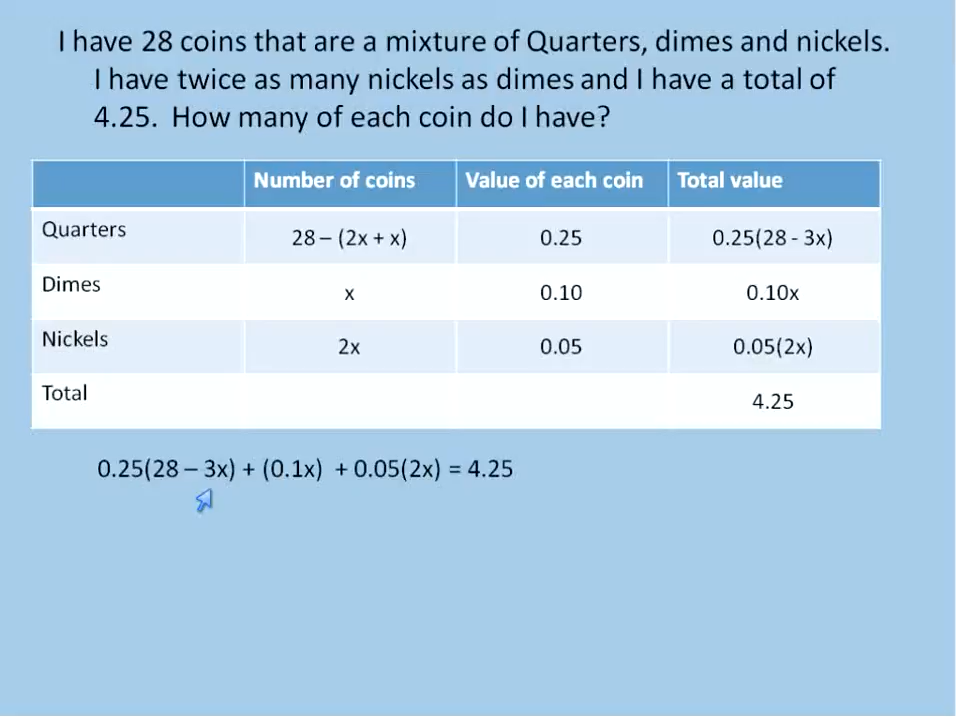 I have 28 coins that are a mixture of Quarters, dimes and nickels.
I have twice as many nickels as dimes and I have a total of
4.25. How many of each coin do I have?
Number of coins Value of each coin Total value
Quarters 28 – (2x + x) 0.25 0.25(28 - 3x)
Dimes x 0.10 0.10x
Nickels 2x 0.05 0.05(2x)
Total 4.25
0.25(28 – 3x) + (0.1x) + 0.05(2x) = 4.25